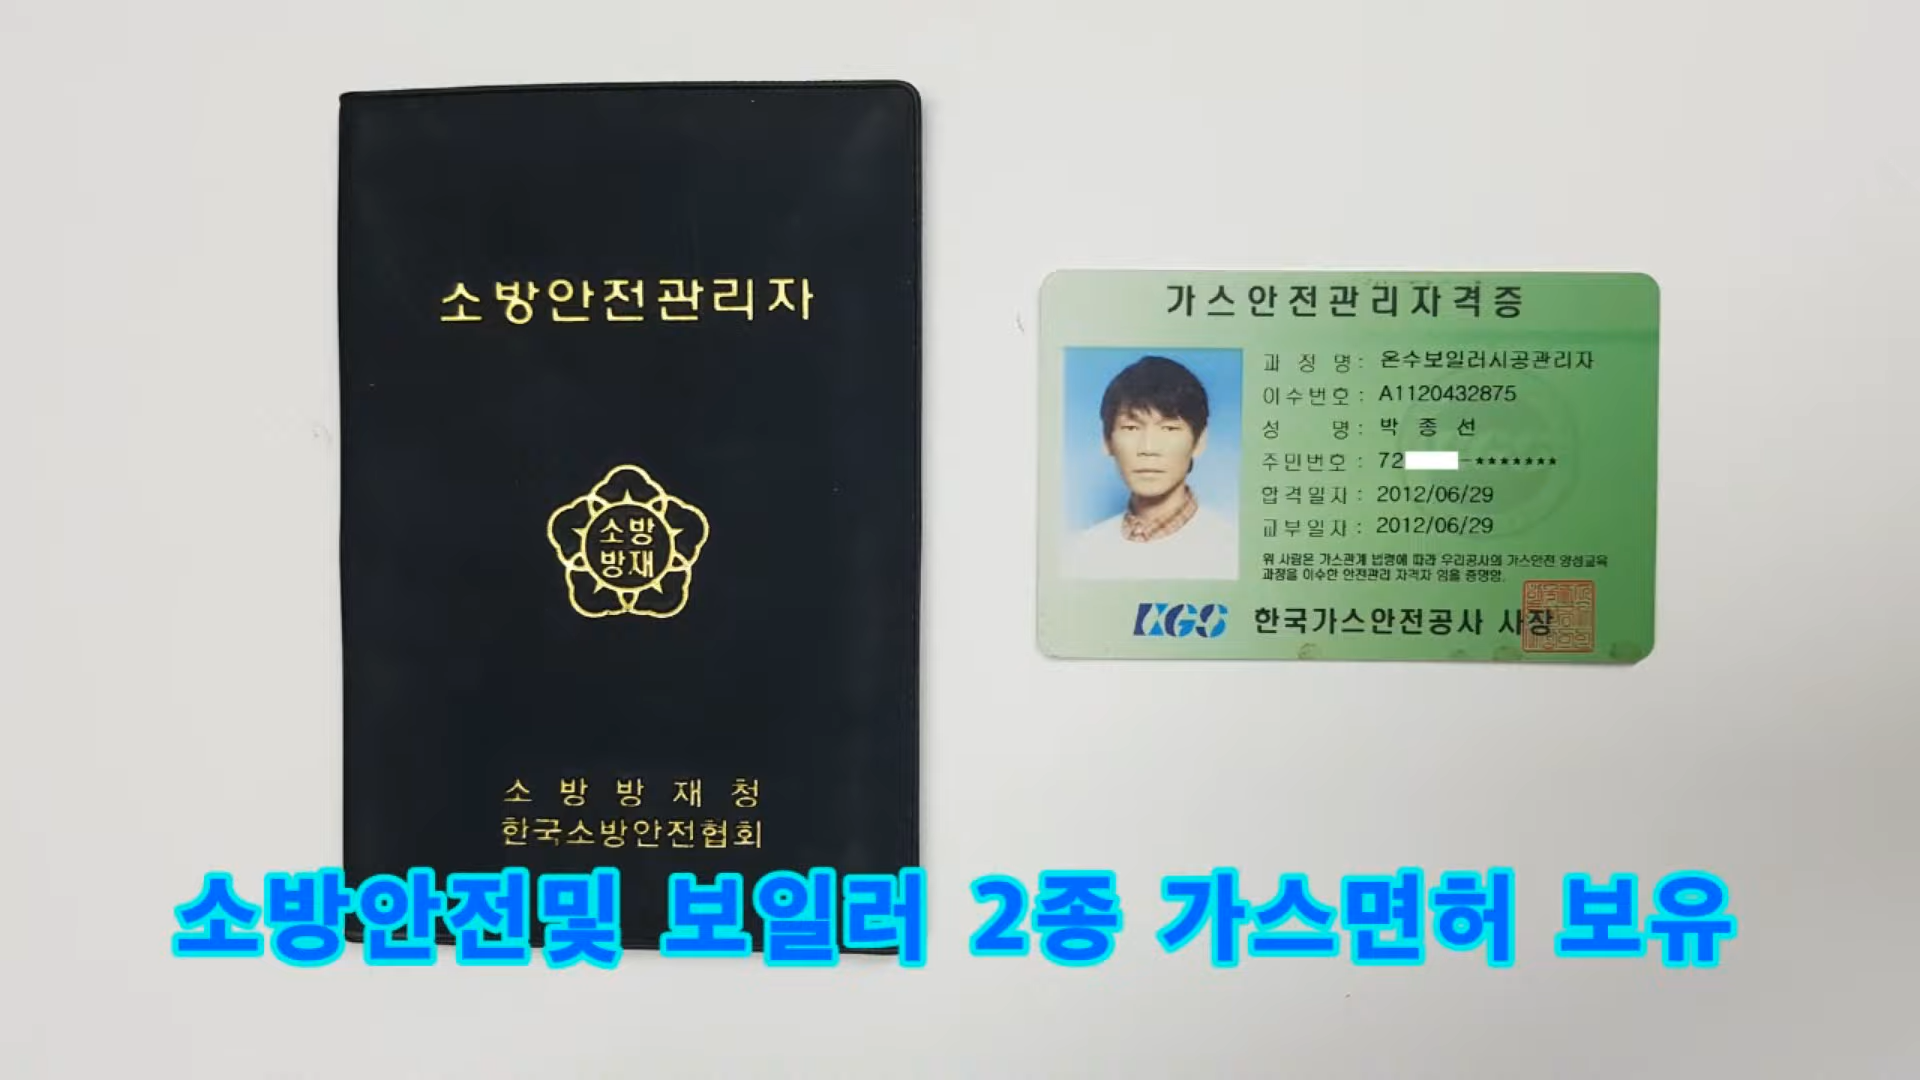 소방안전관리자
소방
방재
소방방재청
한국소방안전협회
가스안전관리자격증
과정명: 온수보일러시공관리자
이수번호: A1120432875
성 명: 박종선
주민번호: 72 -*******
합격일자: 2012/06/29
교부일자: 2012/06/29
위 사람은 가스관계 법령에 따라 우리공사의 가스안전 양성교육
과정을 이수한 안전관리 자격자 임을 증명함.
KGS 한국가스안전공사 사장
소방안전및 보일러 2종 가스면허 보유